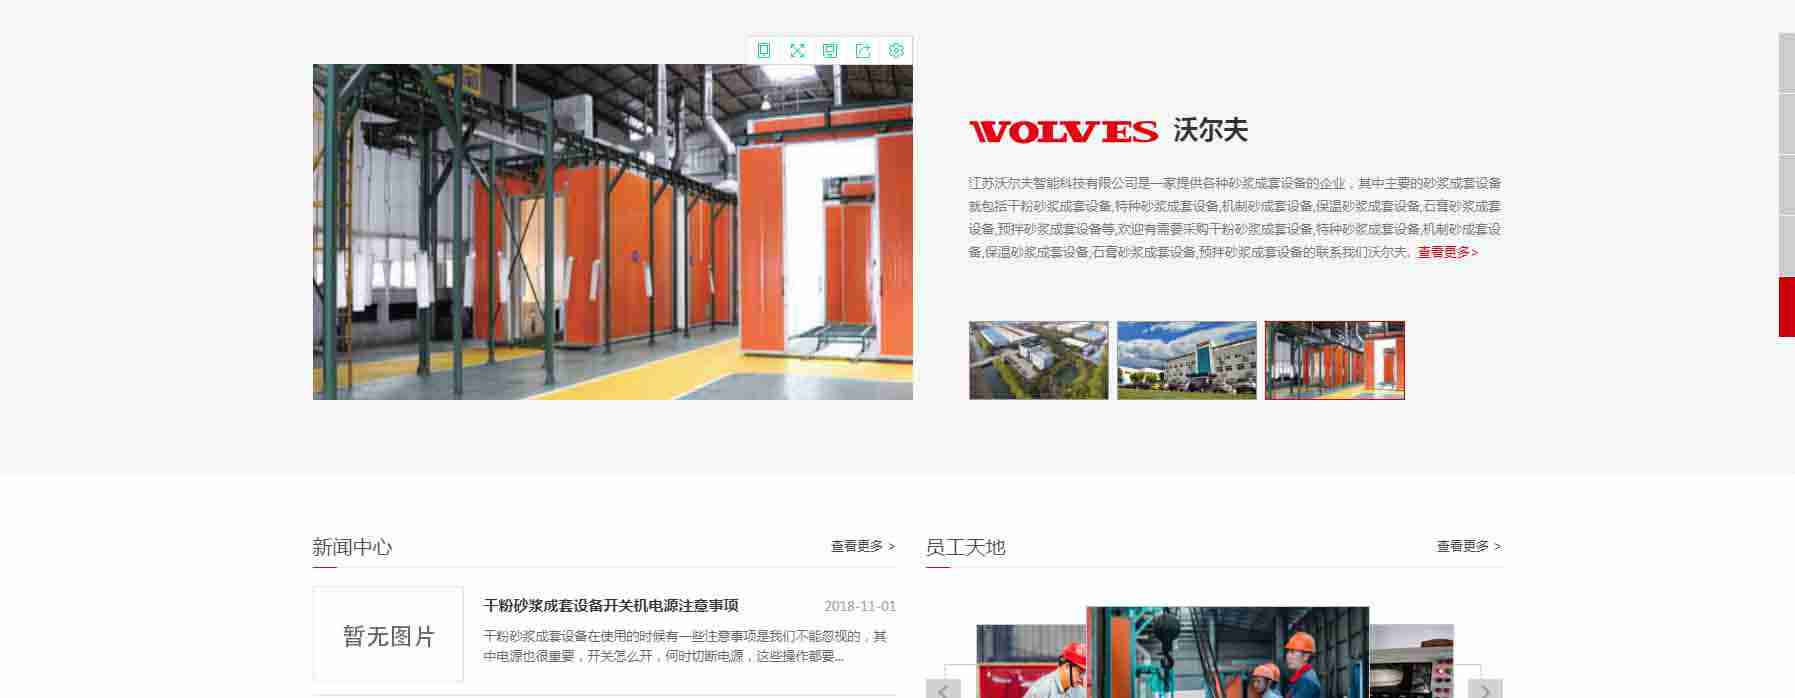 WOLVES 沃尔夫
江苏沃尔夫智能科技有限公司是一家提供各种砂浆成套设备的企业，其中主要的砂浆成套设备
就包括干粉砂浆成套设备,特种砂浆成套设备,机制砂成套设备,保温砂浆成套设备,石膏砂浆成套
设备,预拌砂浆成套设备等,欢迎有需要采购干粉砂浆成套设备,特种砂浆成套设备,机制砂成套设
备,保温砂浆成套设备,石膏砂浆成套设备,预拌砂浆成套设备的联系我们沃尔夫。查看更多>
新闻中心 查看更多 >
员工天地 查看更多 >
暂无图片
干粉砂浆成套设备开关机电源注意事项 2018-11-01
干粉砂浆成套设备在使用的时候有一些注意事项是我们不能忽视的，其
中电源也很重要，开关怎么开，何时切断电源，这些操作都要...